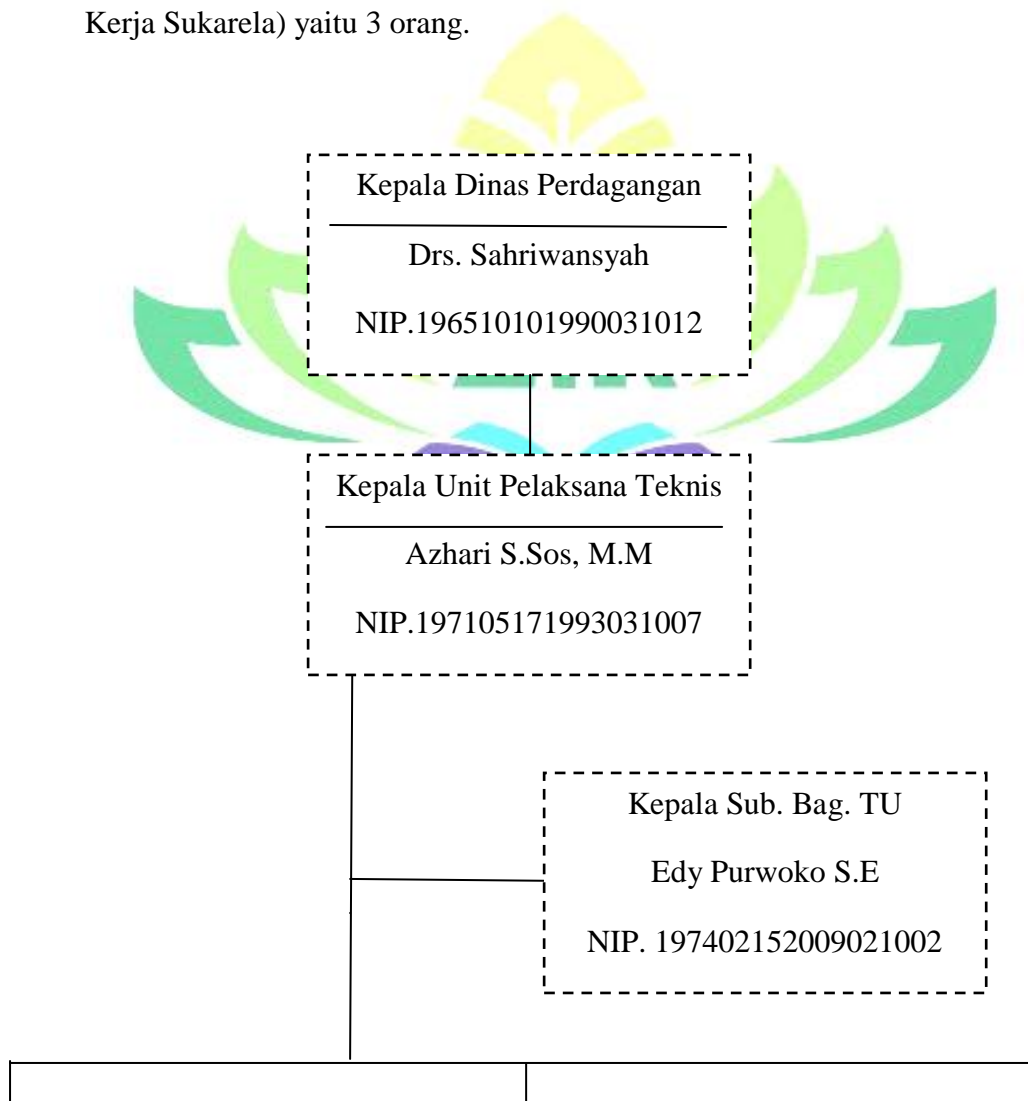 Kerja Sukarela) yaitu 3 orang.
Kepala Dinas Perdagangan
Drs. Sahriwansyah
NIP.196510101990031012
Kepala Unit Pelaksana Teknis
Azhari S.Sos, M.M
NIP.197105171993031007
Kepala Sub. Bag. TU
Edy Purwoko S.E
NIP. 197402152009021002